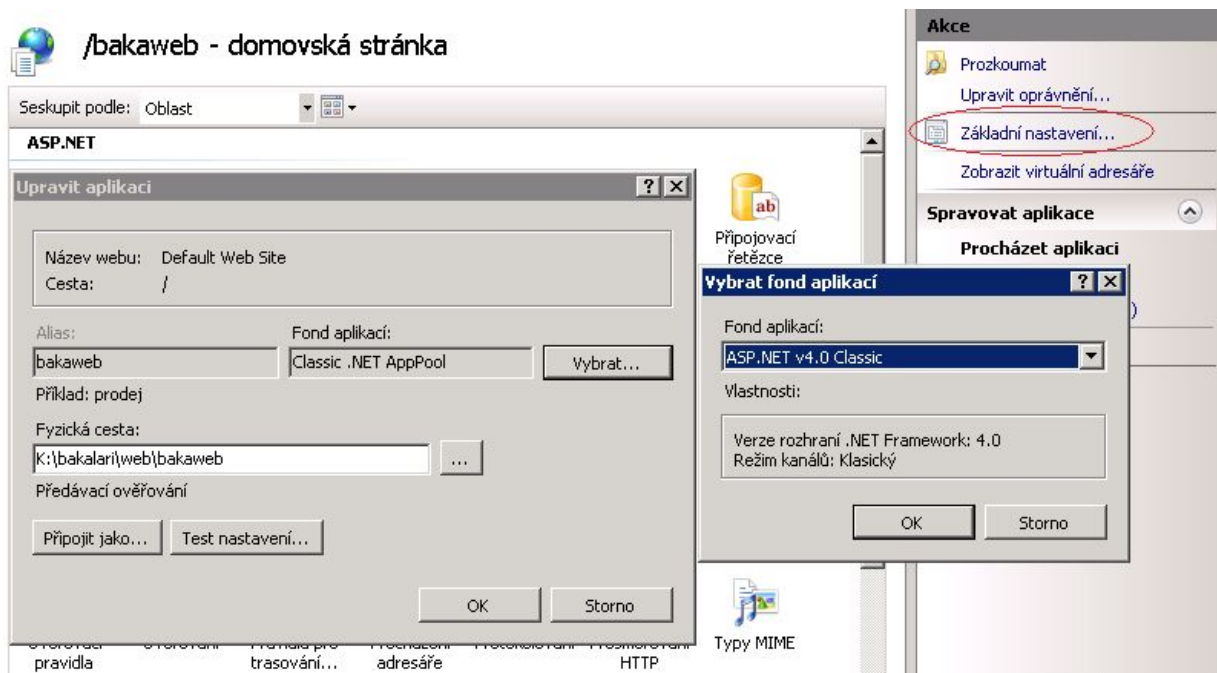 /bakaweb - domovská stránka
Seskupit podle: Oblast
ASP.NET
Upravit aplikaci
Název webu: Default Web Site
Cesta: /
Alias:
Fond aplikací:
bakaweb
Classic .NET AppPool
Vybrat...
Příklad: prodej
Fyzická cesta:
K:\bakalari\web\bakaweb
...
Předávací ověřování
Připojit jako...
Test nastavení...
OK
Storno
pravidla
trasování...
adresáře
HTTP
ab
Připojovací
řetězce
Vybrat fond aplikací
Fond aplikací:
ASP.NET v4.0 Classic
Vlastnosti:
Verze rozhraní .NET Framework: 4.0
Režim kanálů: Klasický
OK
Storno
Typy MIME
Akce
Prozkoumat
Upravit oprávnění...
Základní nastavení...
Zobrazit virtuální adresáře
Spravovat aplikace
Procházet aplikaci
)